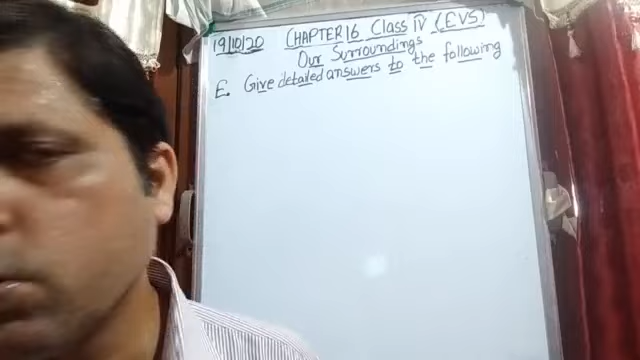 19/10/20 CHAPTER 16 Class IV (EVS)
Our Surroundings
E. Give detailed answers to the following